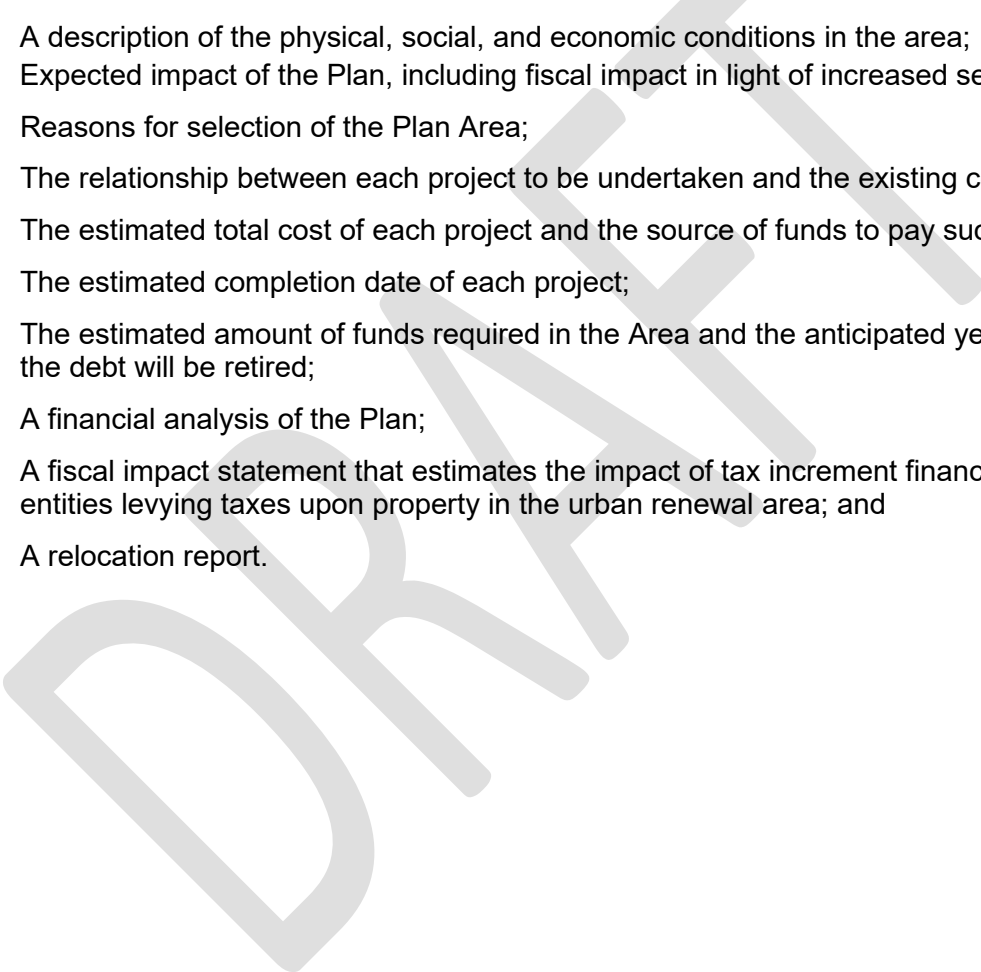 A description of the physical, social, and economic conditions in the area;
Expected impact of the Plan, including fiscal impact in light of increased
Reasons for selection of the Plan Area;
The relationship between each project to be undertaken and the existing
The estimated total cost of each project and the source of funds to pay
The estimated completion date of each project;
The estimated amount of funds required in the Area and the anticipated
the debt will be retired;
A financial analysis of the Plan;
A fiscal impact statement that estimates the impact of tax increment
entities levying taxes upon property in the urban renewal area; and
A relocation report.
DRAFT